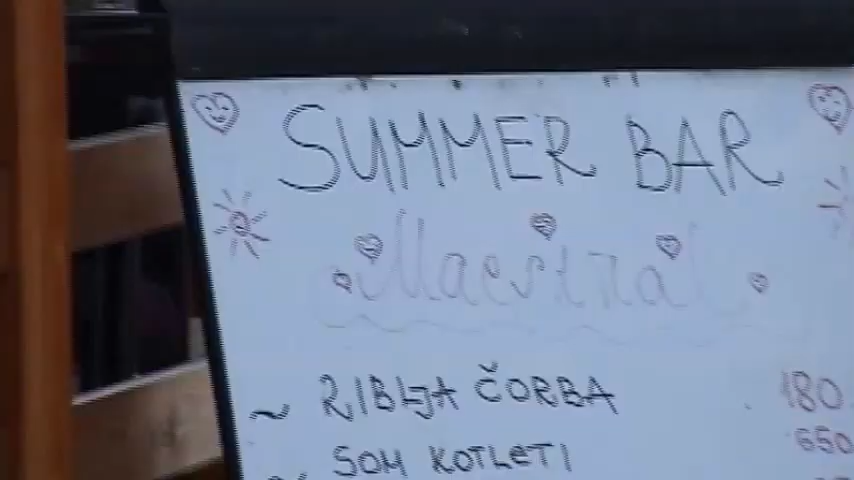 SUMMER BAR
Maestral
~ RIBLJA ČORBA 180.
~ SOM KOTLETI 650